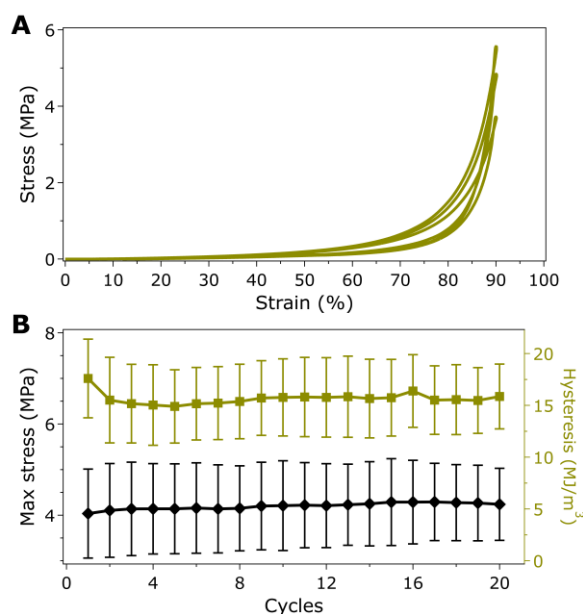 A
Stress (MPa)
6
4
2
0
0 10 20 30 40 50 60 70 80 90 100
Strain (%)
B
Max stress (MPa)
8
6
4
20
15
10
5
0
Hysteresis (MJ/m³)
0 4 8 12 16 20
Cycles